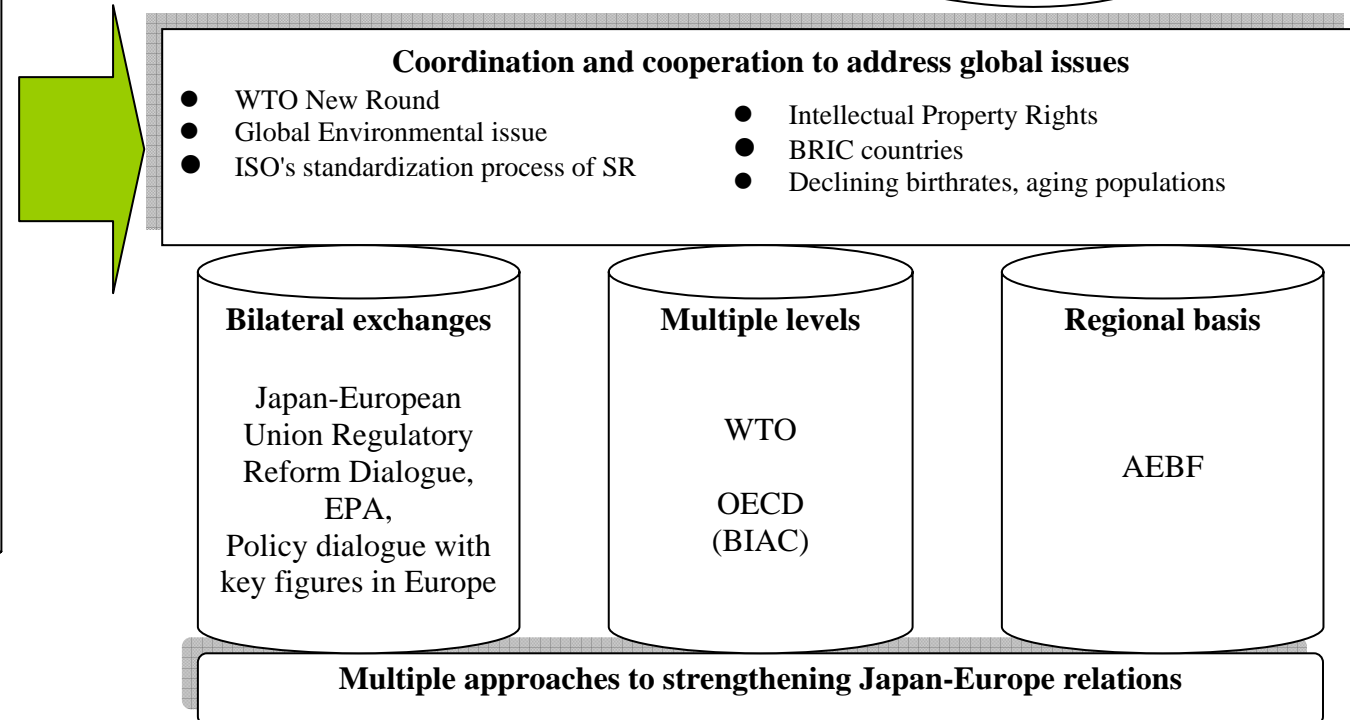 Coordination and cooperation to address global issues
● WTO New Round
● Global Environmental issue
● ISO's standardization process of SR
● Intellectual Property Rights
● BRIC countries
● Declining birthrates, aging populations
Bilateral exchanges
Japan-European
Union Regulatory
Reform Dialogue,
EPA,
Policy dialogue with
key figures in Europe
Multiple levels
WTO
OECD
(BIAC)
Regional basis
AEBF
Multiple approaches to strengthening Japan-Europe relations